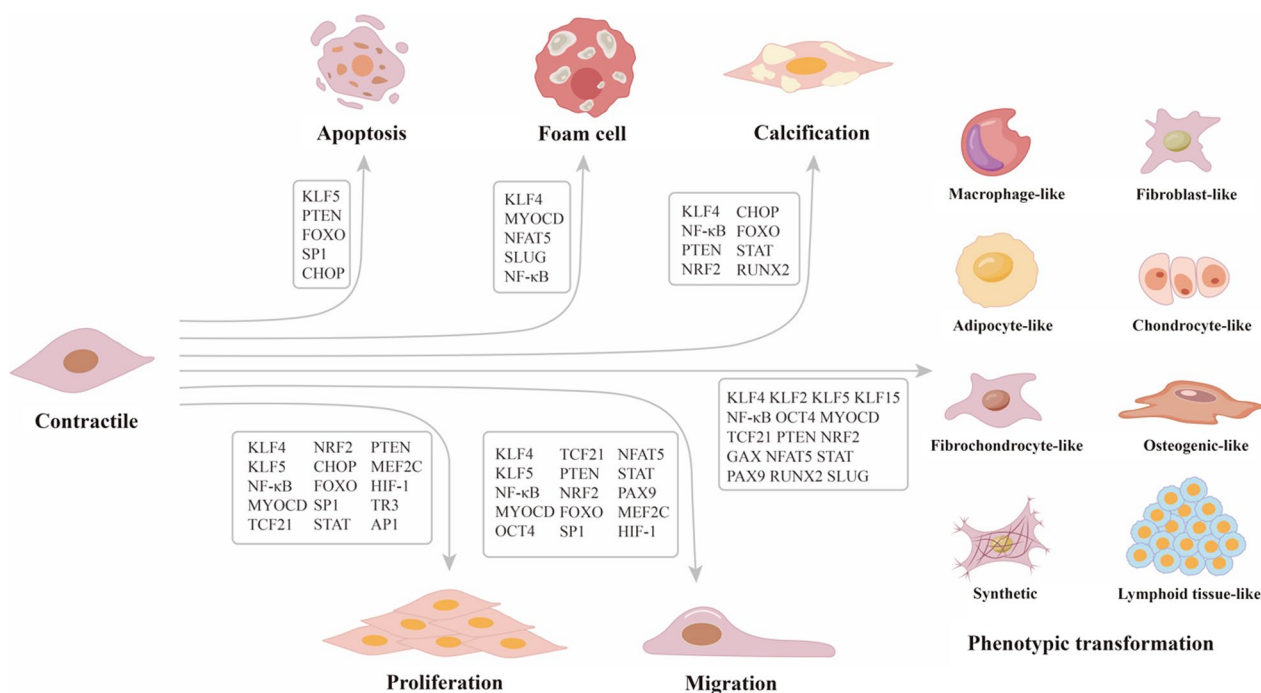 Apoptosis
Foam cell
Calcification
KLF5
PTEN
FOXO
SP1
CHOP
KLF4
MYOCD
NFAT5
SLUG
NF-κB
KLF4 CHOP
NF-κB FOXO
PTEN STAT
NRF2 RUNX2
Macrophage-like
Fibroblast-like
Adipocyte-like
Chondrocyte-like
Contractile
KLF4 KLF2 KLF5 KLF15
NF-κB OCT4 MYOCD
TCF21 PTEN NRF2
GAX NFAT5 STAT
PAX9 RUNX2 SLUG
Fibrochondrocyte-like
Osteogenic-like
KLF4 NRF2 PTEN
KLF5 CHOP MEF2C
NF-κB FOXO HIF-1
MYOCD SP1 TR3
TCF21 STAT AP1
KLF4 TCF21 NFAT5
KLF5 PTEN STAT
NF-κB NRF2 PAX9
MYOCD FOXO MEF2C
OCT4 SP1 HIF-1
Synthetic
Lymphoid tissue-like
Phenotypic transformation
Proliferation
Migration